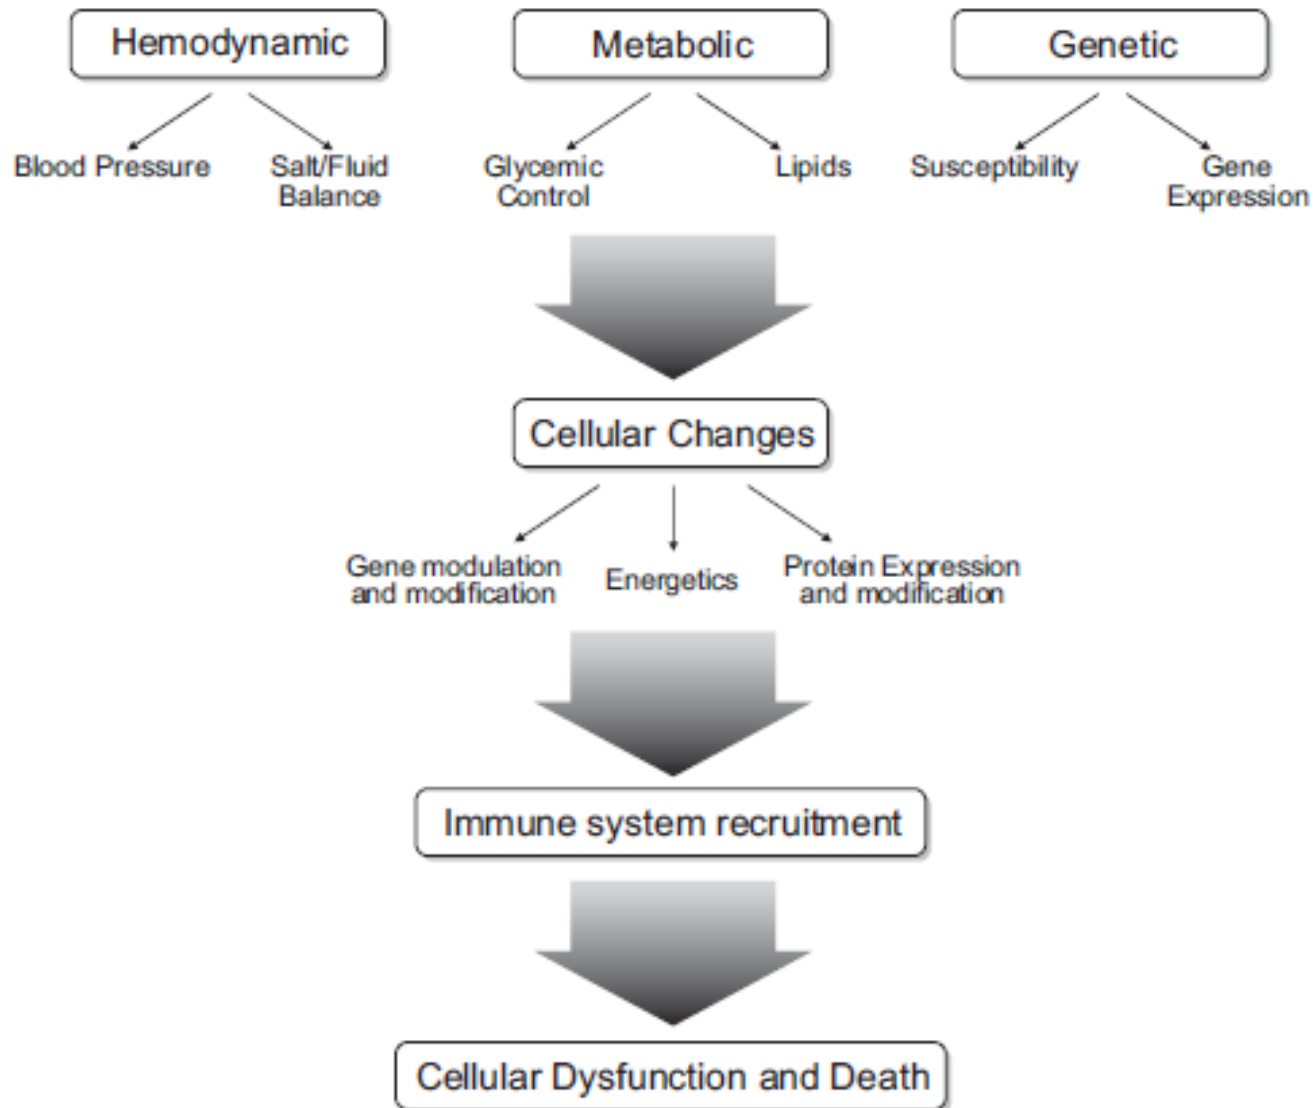 Hemodynamic
Metabolic
Genetic
Blood Pressure
Salt/Fluid
Balance
Glycemic
Control
Lipids
Susceptibility
Gene
Expression
Cellular Changes
Gene modulation
and modification
Energetics
Protein Expression
and modification
Immune system recruitment
Cellular Dysfunction and Death